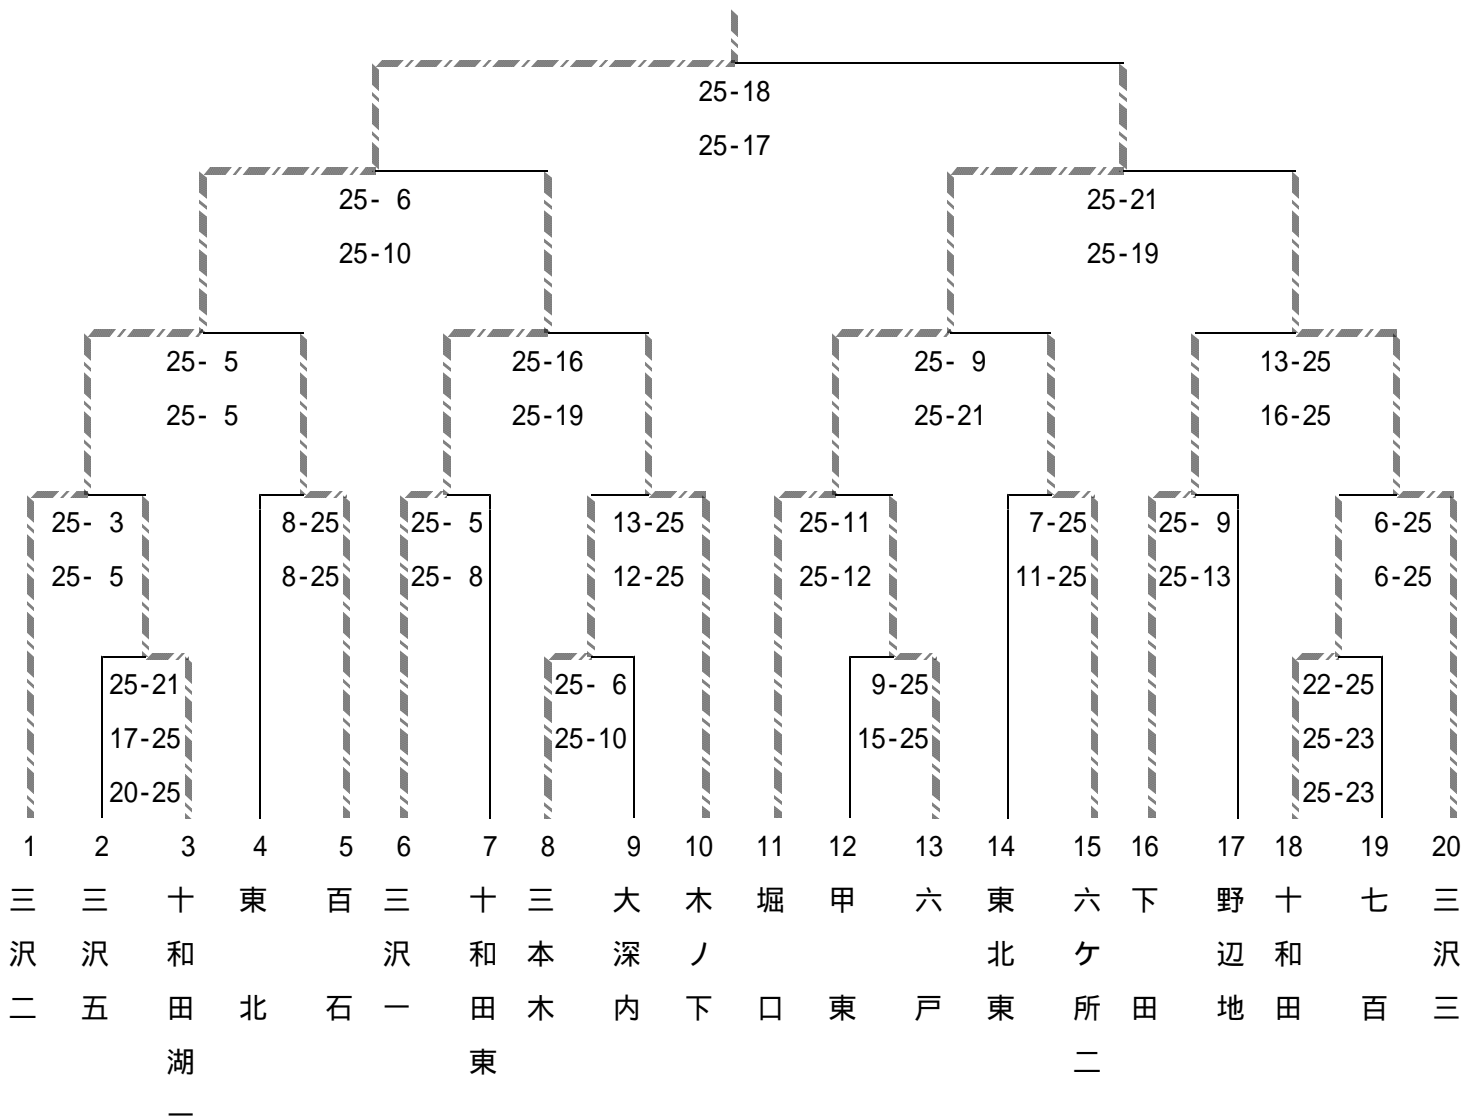 25-18
25-17
25- 6
25-21
25-10
25-19
25- 5
25-16
25- 9
13-25
25- 5
25-19
25-21
16-25
25- 3
8-25
25- 5
13-25
25-11
7-25
25- 9
6-25
25- 5
8-25
25- 8
12-25
25-12
11-25
25-13
6-25
25-21
25- 6
9-25
22-25
17-25
25-10
15-25
25-23
20-25
25-23
1 2 3 4 5 6 7 8 9 10 11 12 13 14 15 16 17 18 19 20
三沢二
三沢五
十和田湖一
東北
百石
三沢一
十和田東
三本木
大深内
木ノ下
堀口
甲東
六戸
東北東
六ケ所二
下田
野辺地
十和田
七百
三沢三